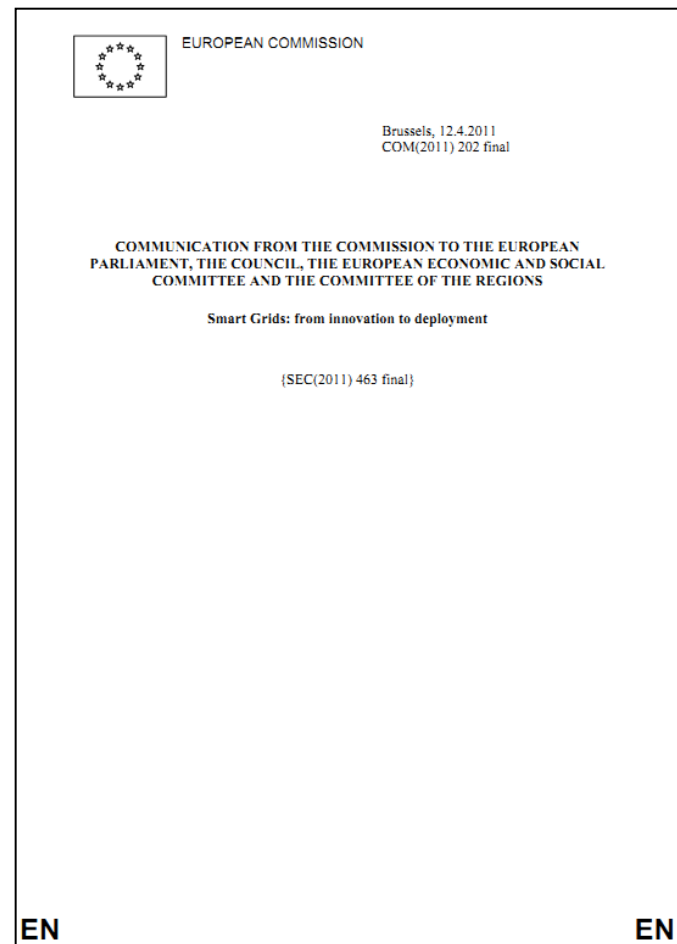 EUROPEAN COMMISSION
Brussels, 12.4.2011
COM(2011) 202 final
COMMUNICATION FROM THE COMMISSION TO THE EUROPEAN
PARLIAMENT, THE COUNCIL, THE EUROPEAN ECONOMIC AND SOCIAL
COMMITTEE AND THE COMMITTEE OF THE REGIONS
Smart Grids: from innovation to deployment
{SEC(2011) 463 final}
EN EN